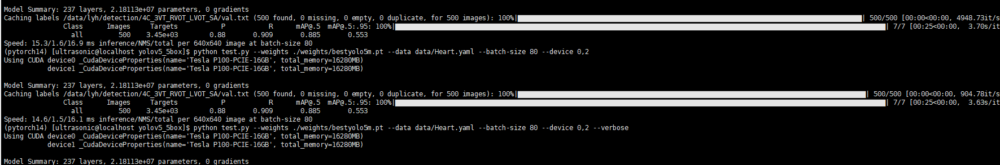 Model Summary: 237 layers, 2.18113e+07 parameters, 0 gradients
Caching labels /data/lyh/detection/4C_3VT_RVOT_LVOT_SA/val.txt (500 found, 0 missing, 0 empty, 0 duplicate, for 500 images): 100%| | 500/500 [00:00<00:00, 4948.73it/s
Class Images Targets P R mAP@.5 mAP@.5:.95: 100%| | 7/7 [00:25<00:00, 3.70s/it
all 500 3.45e+03 0.88 0.909 0.885 0.553
Speed: 15.3/1.6/16.9 ms inference/NMS/total per 640x640 image at batch-size 80
(pytorch14) [ultrasonic@localhost yolov5_5box]$ python test.py --weights ./weights/bestyolo5m.pt --data data/Heart.yaml --batch-size 80 --device 0,2
Using CUDA device0 _CudaDeviceProperties(name='Tesla P100-PCIE-16GB', total_memory=16280MB)
device1 _CudaDeviceProperties(name='Tesla P100-PCIE-16GB', total_memory=16280MB)
Model Summary: 237 layers, 2.18113e+07 parameters, 0 gradients
Caching labels /data/lyh/detection/4C_3VT_RVOT_LVOT_SA/val.txt (500 found, 0 missing, 0 empty, 0 duplicate, for 500 images): 100%| | 500/500 [00:00<00:00, 904.78it/s
Class Images Targets P R mAP@.5 mAP@.5:.95: 100%| | 7/7 [00:25<00:00, 3.63s/it
all 500 3.45e+03 0.88 0.909 0.885 0.553
Speed: 14.6/1.5/16.1 ms inference/NMS/total per 640x640 image at batch-size 80
(pytorch14) [ultrasonic@localhost yolov5_5box]$ python test.py --weights ./weights/bestyolo5m.pt --data data/Heart.yaml --batch-size 80 --device 0,2 --verbose
Using CUDA device0 _CudaDeviceProperties(name='Tesla P100-PCIE-16GB', total_memory=16280MB)
device1 _CudaDeviceProperties(name='Tesla P100-PCIE-16GB', total_memory=16280MB)
Model Summary: 237 layers, 2.18113e+07 parameters, 0 gradients